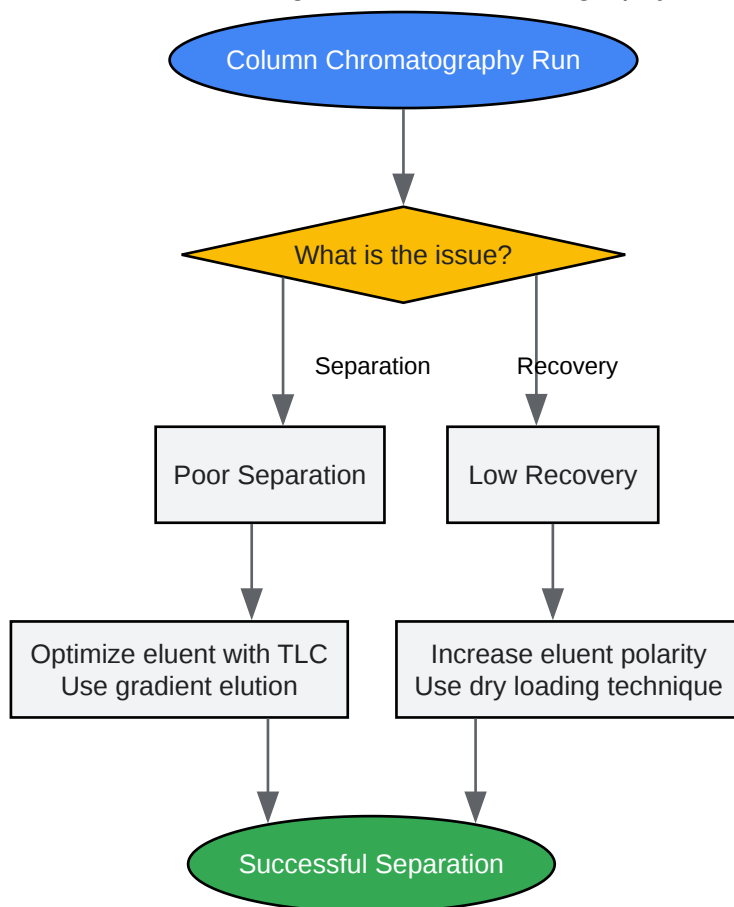 Column Chromatography Run
What is the issue?
Separation
Recovery
Poor Separation
Low Recovery
Optimize eluent with TLC
Use gradient elution
Increase eluent polarity
Use dry loading technique
Successful Separation